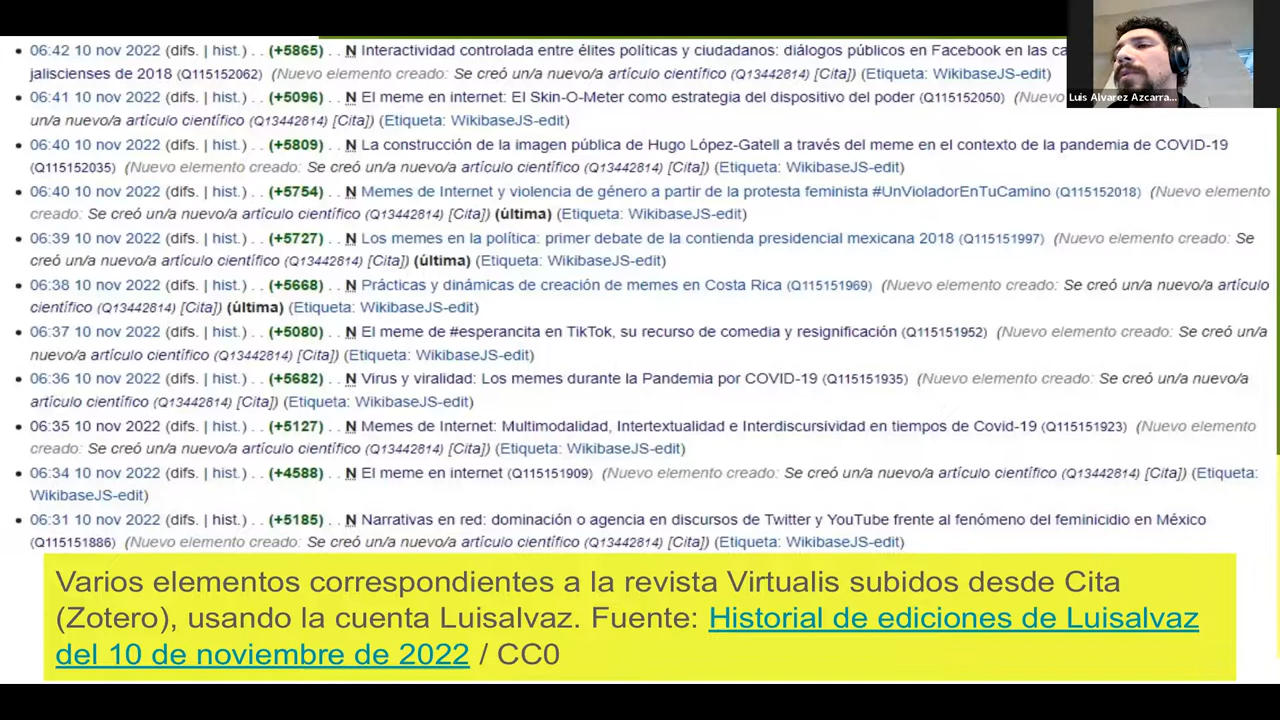 06:42 10 nov 2022 (difs. | hist.) . . (+5865) . . N Interactividad controlada entre élites políticas y ciudadanos: diálogos públicos en Facebook en las ca
jaliscienses de 2018 (Q115152062) (Nuevo elemento creado: Se creó un/a nuevo/a artículo científico (Q13442814) [Cita]) (Etiqueta: WikibaseJS-edit)
06:41 10 nov 2022 (difs. | hist.) . . (+5096) . . N El meme en internet: El Skin-O-Meter como estrategia del dispositivo del poder (Q115152050) (Nuevo
un/a nuevo/a artículo científico (Q13442814) [Cita]) (Etiqueta: WikibaseJS-edit)
06:40 10 nov 2022 (difs. | hist.) . . (+5809) . . N La construcción de la imagen pública de Hugo López-Gatell a través del meme en el contexto de la pandemia de COVID-19
(Q115152035) (Nuevo elemento creado: Se creó un/a nuevo/a artículo científico (Q13442814) [Cita]) (Etiqueta: WikibaseJS-edit)
06:40 10 nov 2022 (difs. | hist.) . . (+5754) . . N Memes de Internet y violencia de género a partir de la protesta feminista #UnVioladorEnTuCamino (Q115152018) (Nuevo elemento
creado: Se creó un/a nuevo/a artículo científico (Q13442814) [Cita]) (última) (Etiqueta: WikibaseJS-edit)
06:39 10 nov 2022 (difs. | hist.) . . (+5727) . . N Los memes en la política: primer debate de la contienda presidencial mexicana 2018 (Q115151997) (Nuevo elemento creado: Se
creó un/a nuevo/a artículo científico (Q13442814) [Cita]) (última) (Etiqueta: WikibaseJS-edit)
06:38 10 nov 2022 (difs. | hist.) . . (+5668) . . N Prácticas y dinámicas de creación de memes en Costa Rica (Q115151969) (Nuevo elemento creado: Se creó un/a nuevo/a artículo
científico (Q13442814) [Cita]) (última) (Etiqueta: WikibaseJS-edit)
06:37 10 nov 2022 (difs. | hist.) . . (+5080) . . N El meme de #esperancita en TikTok, su recurso de comedia y resignificación (Q115151952) (Nuevo elemento creado: Se creó un/a
nuevo/a artículo científico (Q13442814) [Cita]) (Etiqueta: WikibaseJS-edit)
06:36 10 nov 2022 (difs. | hist.) . . (+5682) . . N Virus y viralidad: Los memes durante la Pandemia por COVID-19 (Q115151935) (Nuevo elemento creado: Se creó un/a nuevo/a
artículo científico (Q13442814) [Cita]) (Etiqueta: WikibaseJS-edit)
06:35 10 nov 2022 (difs. | hist.) . . (+5127) . . N Memes de Internet: Multimodalidad, Intertextualidad e Interdiscursividad en tiempos de Covid-19 (Q115151923) (Nuevo elemento
creado: Se creó un/a nuevo/a artículo científico (Q13442814) [Cita]) (Etiqueta: WikibaseJS-edit)
06:34 10 nov 2022 (difs. | hist.) . . (+4588) . . N El meme en internet (Q115151909) (Nuevo elemento creado: Se creó un/a nuevo/a artículo científico (Q13442814) [Cita]) (Etiqueta:
WikibaseJS-edit)
06:31 10 nov 2022 (difs. | hist.) . . (+5185) . . N Narrativas en red: dominación o agencia en discursos de Twitter y YouTube frente al fenómeno del feminicidio en México
(Q115151886) (Nuevo elemento creado: Se creó un/a nuevo/a artículo científico (Q13442814) [Cita]) (Etiqueta: WikibaseJS-edit)
Luis Alvarez Azcarra...
Varios elementos correspondientes a la revista Virtualis subidos desde Cita
(Zotero), usando la cuenta Luisalvaz. Fuente: Historial de ediciones de Luisalvaz
del 10 de noviembre de 2022 / CC0